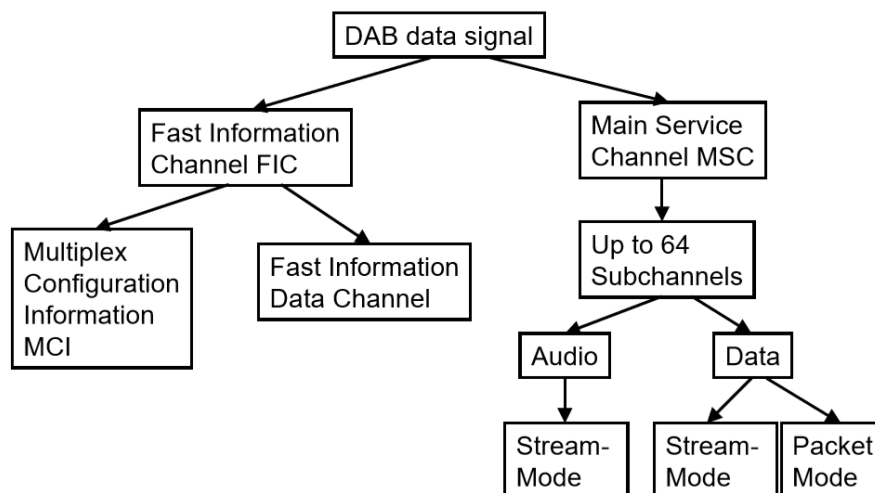 DAB data signal
Fast Information
Channel FIC
Main Service
Channel MSC
Multiplex
Configuration
Information
MCI
Fast Information
Data Channel
Up to 64
Subchannels
Audio
Data
Stream-
Mode
Stream-
Mode
Packet
Mode